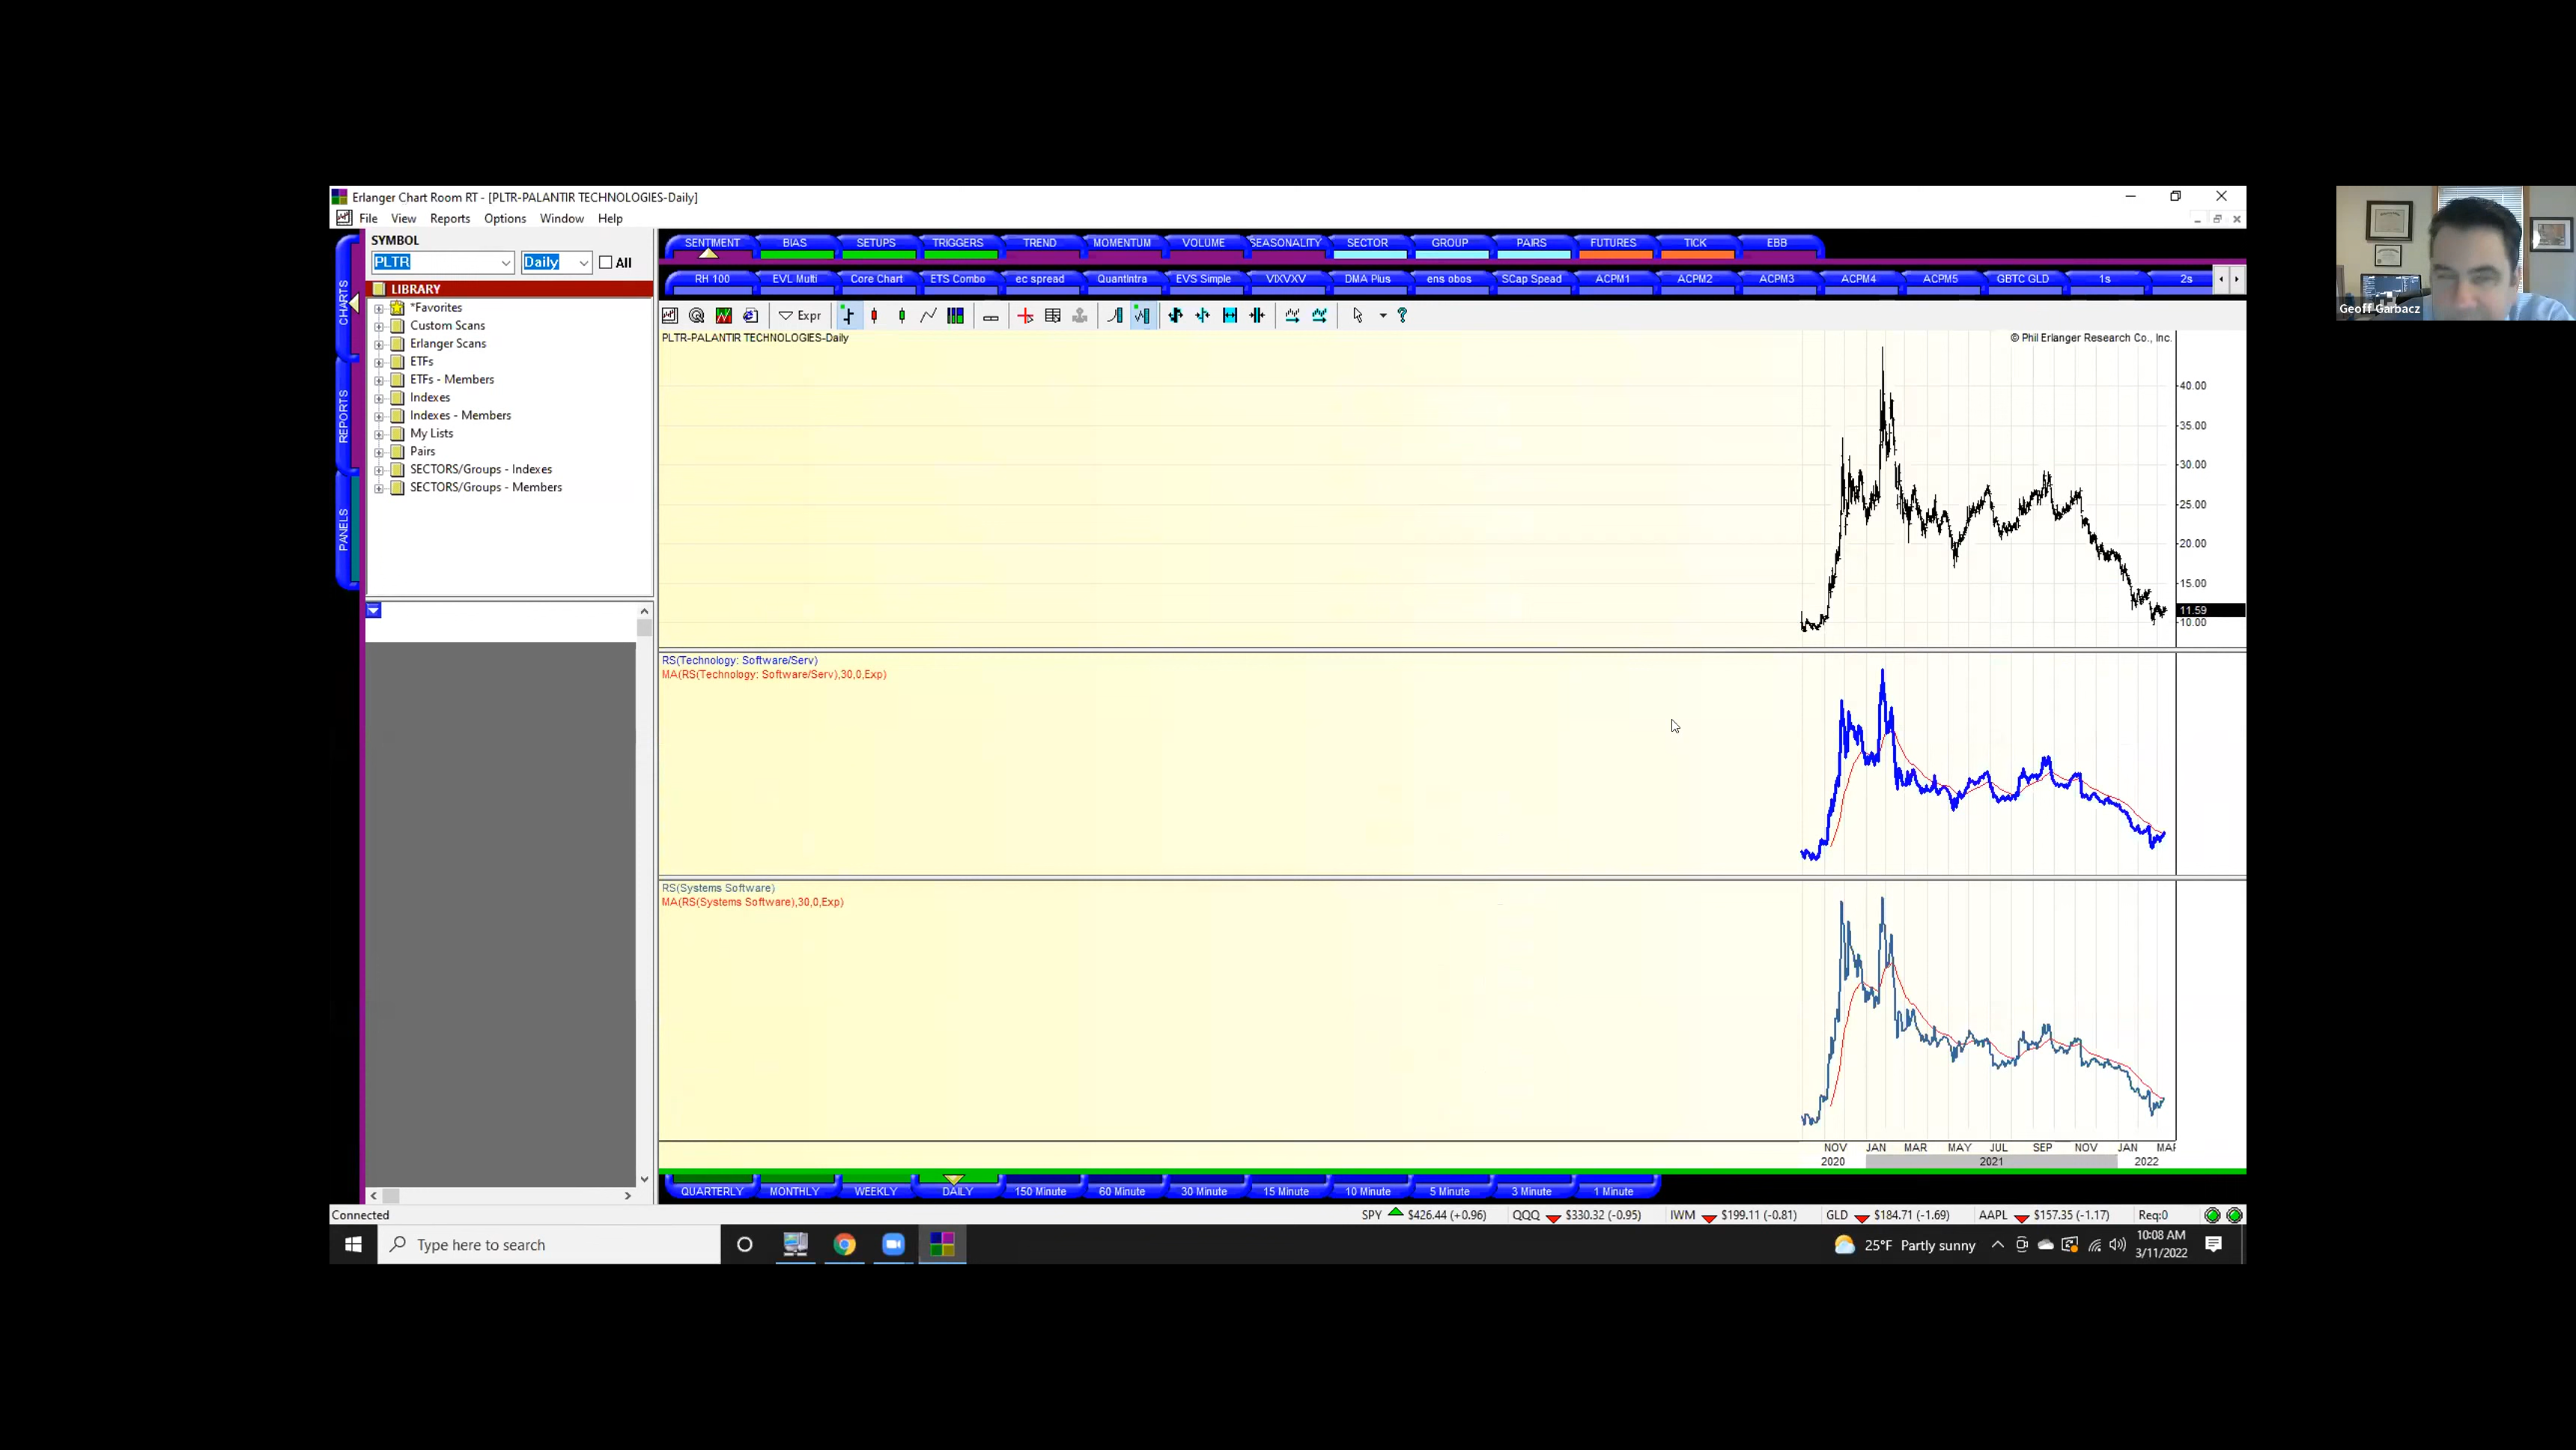 Erlanger Chart Room RT - [PLTR-PALANTIR TECHNOLOGIES-Daily]
File View Reports Options Window Help
SYMBOL
PLTR Daily All
LIBRARY
*Favorites
Custom Scans
Erlanger Scans
ETFs
ETFs - Members
Indexes
Indexes - Members
My Lists
Pairs
SECTORS/Groups - Indexes
SECTORS/Groups - Members
CHARTS
REPORTS
PANELS
SENTIMENT BIAS SETUPS TRIGGERS TREND MOMENTUM VOLUME SEASONALITY SECTOR GROUP PAIRS FUTURES TICK EBB
RH 100 EVL Multi Core Chart ETS Combo ec spread QuantIntra EVS Simple VIXVXV DMA Plus ens obos SCap Spead ACPM1 ACPM2 ACPM3 ACPM4 ACPM5 GBTC GLD 1s 2s
Expr
PLTR-PALANTIR TECHNOLOGIES-Daily
© Phil Erlanger Research Co., Inc.
40.00
35.00
30.00
25.00
20.00
15.00
11.59
10.00
RS(Technology: Software/Serv)
MA(RS(Technology: Software/Serv),30,0,Exp)
RS(Systems Software)
MA(RS(Systems Software),30,0,Exp)
NOV JAN MAR MAY JUL SEP NOV JAN MAR
2020 2021 2022
QUARTERLY MONTHLY WEEKLY DAILY 150 Minute 60 Minute 30 Minute 15 Minute 10 Minute 5 Minute 3 Minute 1 Minute
Connected SPY $426.44 (+0.96) QQQ $330.32 (-0.95) IWM $199.11 (-0.81) GLD $184.71 (-1.69) AAPL $157.35 (-1.17) Req:0
Type here to search
25°F Partly sunny
10:08 AM
3/11/2022
Geoff Garbacz